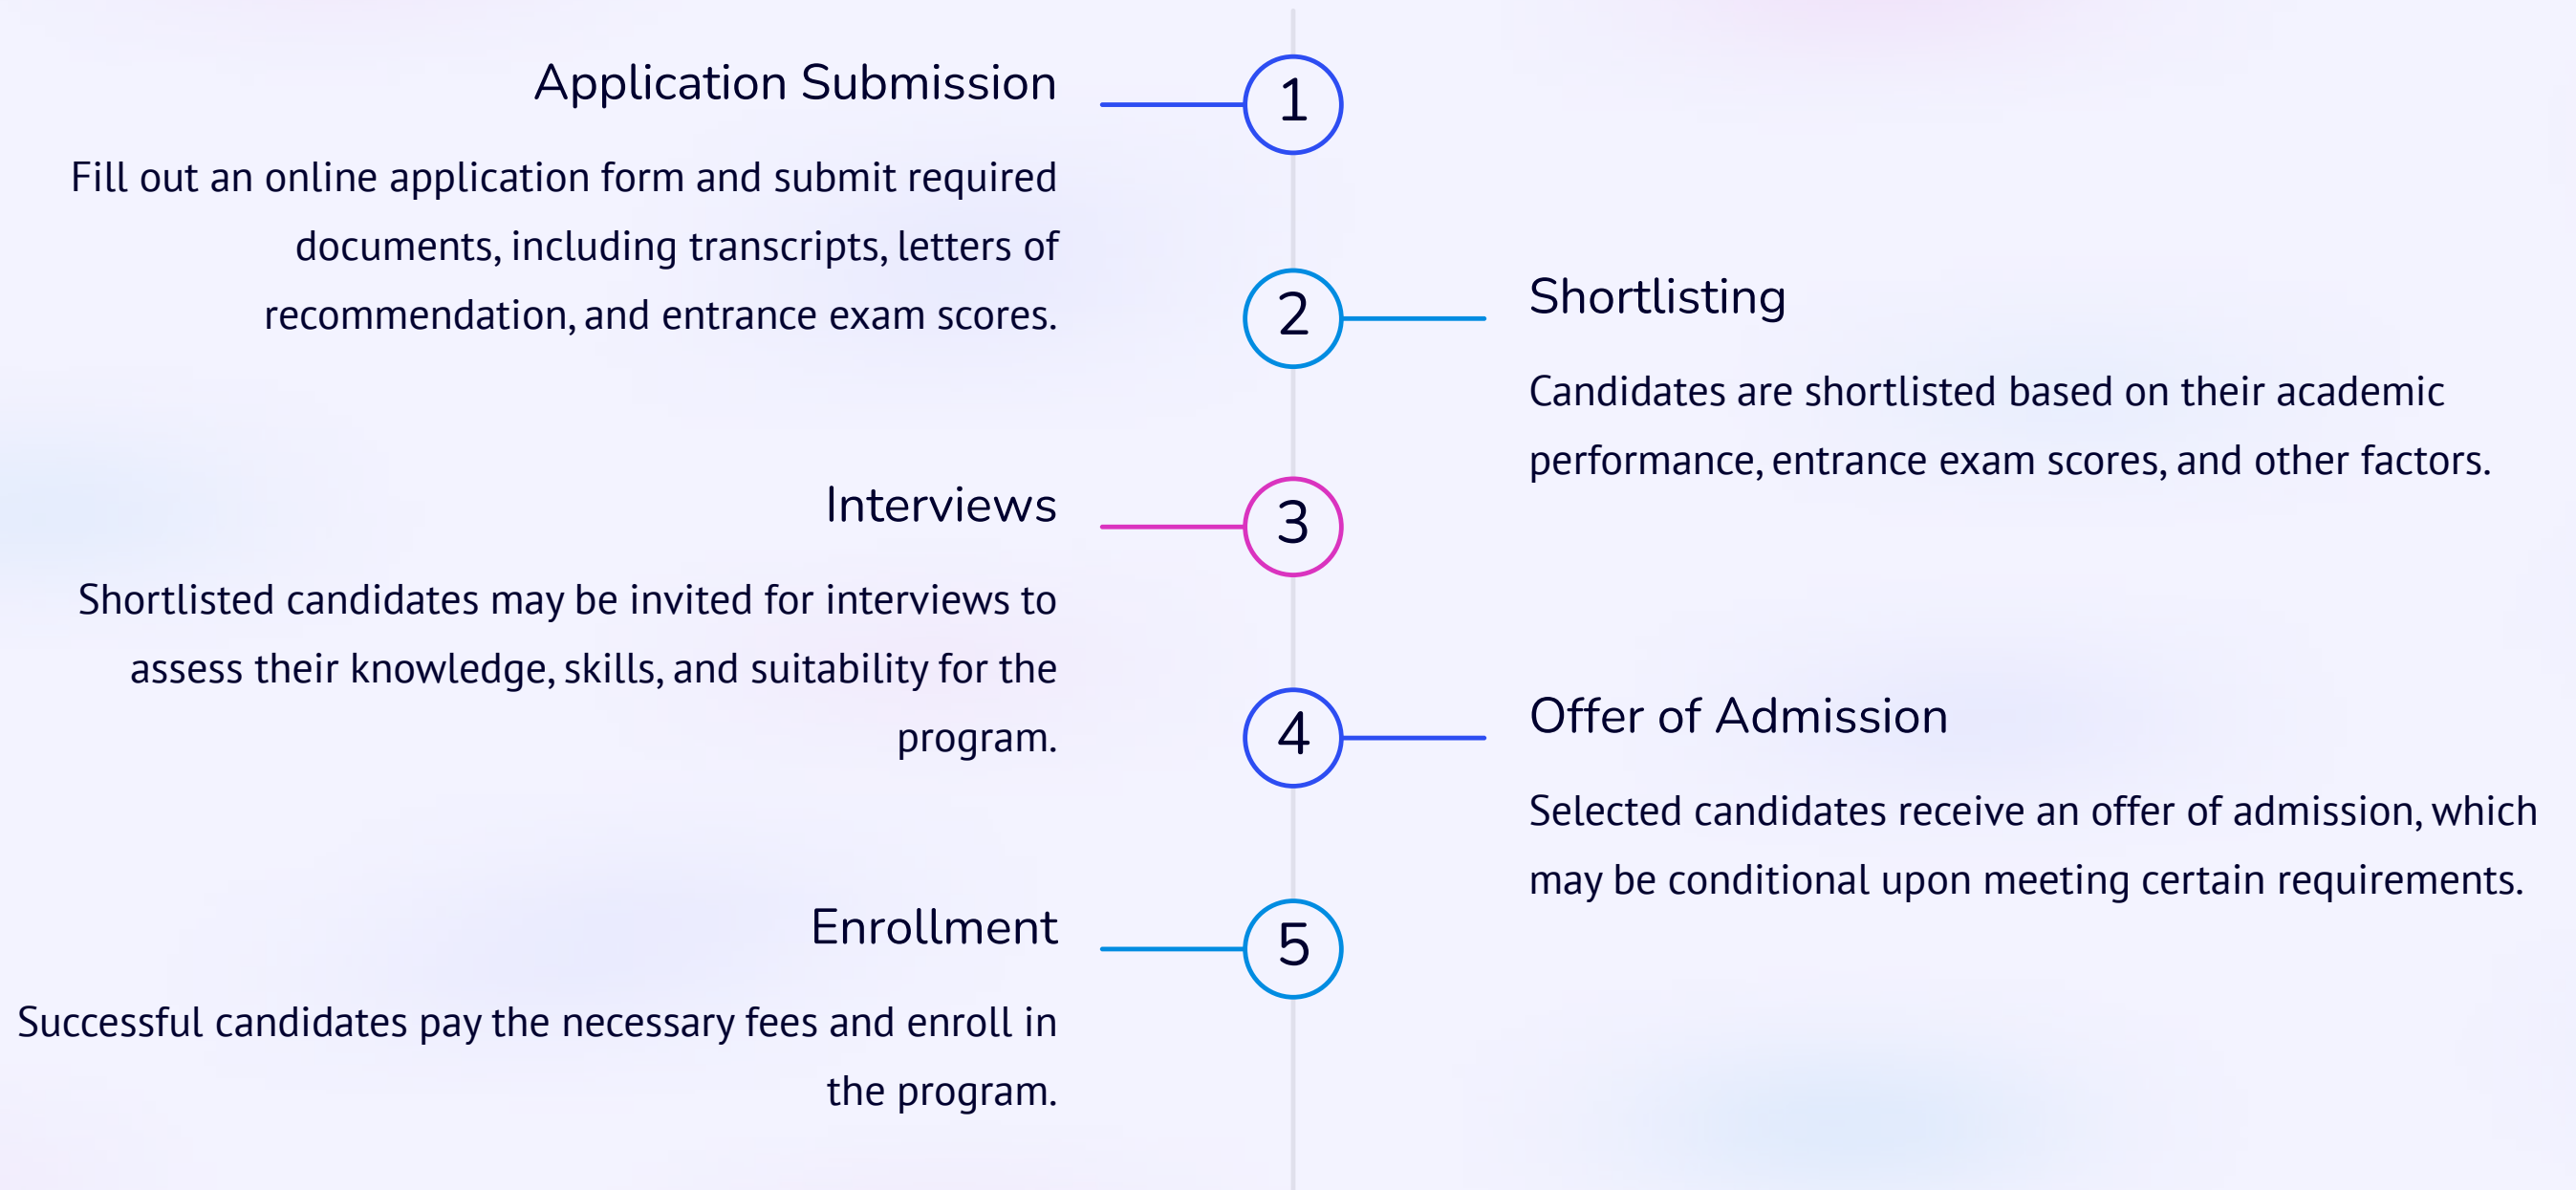 1
Application Submission
Fill out an online application form and submit required
documents, including transcripts, letters of
recommendation, and entrance exam scores.
2
Shortlisting
Candidates are shortlisted based on their academic
performance, entrance exam scores, and other factors.
3
Interviews
Shortlisted candidates may be invited for interviews to
assess their knowledge, skills, and suitability for the
program.
4
Offer of Admission
Selected candidates receive an offer of admission, which
may be conditional upon meeting certain requirements.
5
Enrollment
Successful candidates pay the necessary fees and enroll in
the program.